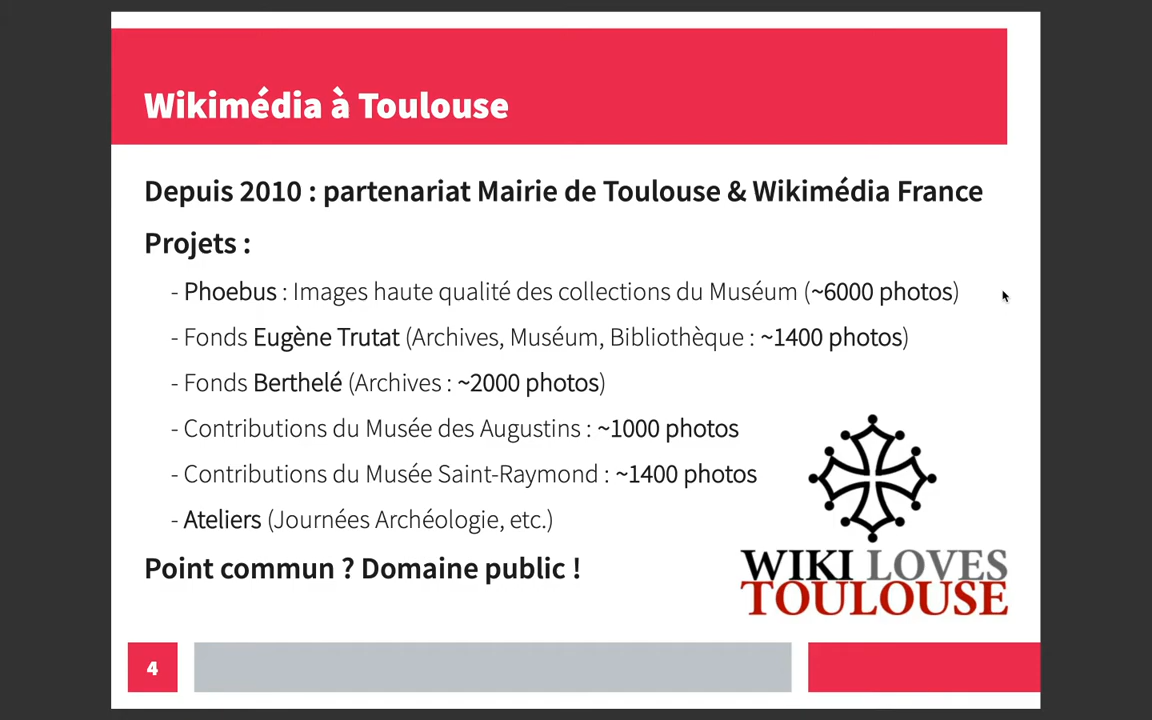 Wikimédia à Toulouse
Depuis 2010 : partenariat Mairie de Toulouse & Wikimédia France
Projets :
- Phoebus : Images haute qualité des collections du Muséum (~6000 photos)
- Fonds Eugène Trutat (Archives, Muséum, Bibliothèque : ~1400 photos)
- Fonds Berthelé (Archives : ~2000 photos)
- Contributions du Musée des Augustins : ~1000 photos
- Contributions du Musée Saint-Raymond : ~1400 photos
- Ateliers (Journées Archéologie, etc.)
Point commun ? Domaine public !
WIKI LOVES
TOULOUSE
4